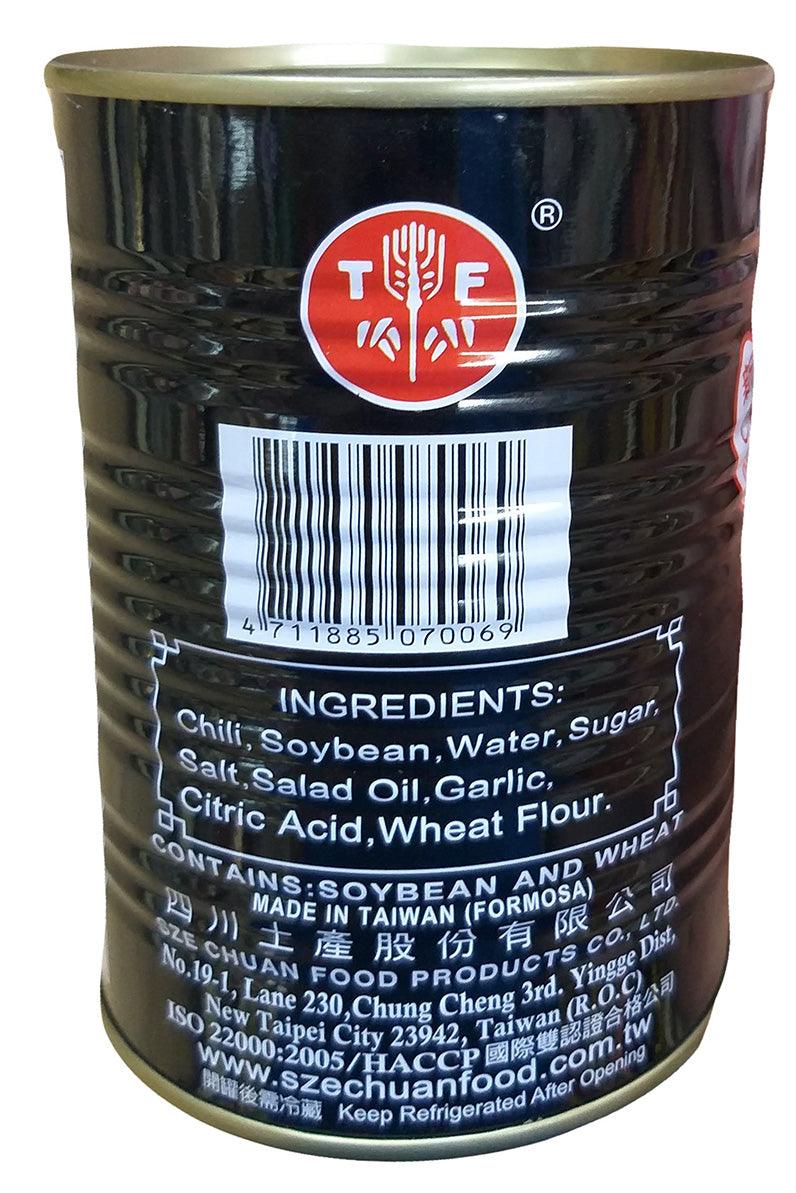 ®
T F
4 711885 070069
INGREDIENTS:
Chili, Soybean, Water, Sugar,
Salt, Salad Oil, Garlic,
Citric Acid, Wheat Flour.
CONTAINS:SOYBEAN AND WHEAT
MADE IN TAIWAN (FORMOSA)
四川土產股份有限公司
SZE CHUAN FOOD PRODUCTS CO., LTD.
No.19-1, Lane 230,Chung Cheng 3rd. Yingge Dist,
New Taipei City 23942, Taiwan (R.O.C)
ISO 22000:2005/HACCP 國際雙認證合格公司
www.szechuanfood.com.tw
開罐後需冷藏 Keep Refrigerated After Opening